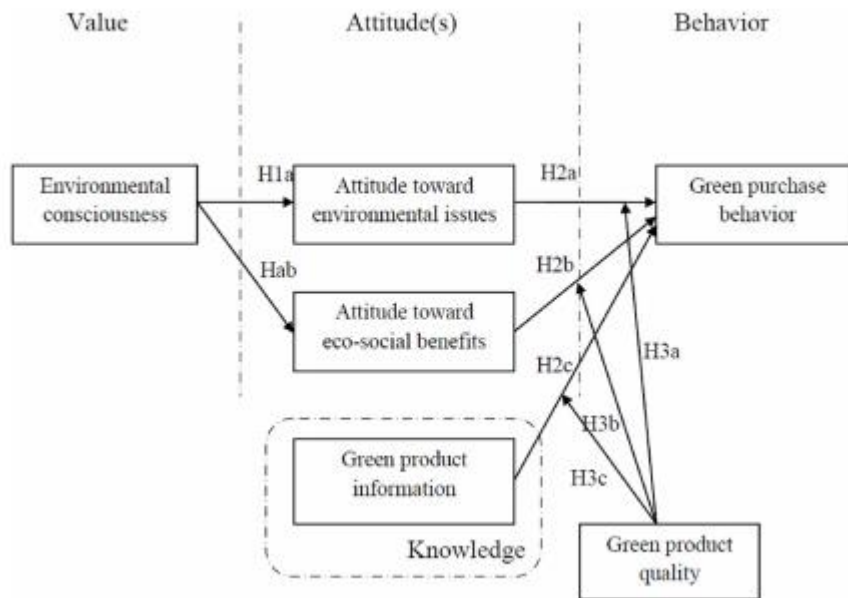 Value
Attitude(s)
Behavior
Environmental
consciousness
H1a
Attitude toward
environmental issues
H2a
Green purchase
behavior
Hab
Attitude toward
eco-social benefits
H2b
H2c
H3a
H3b
H3c
Green product
information
Knowledge
Green product
quality